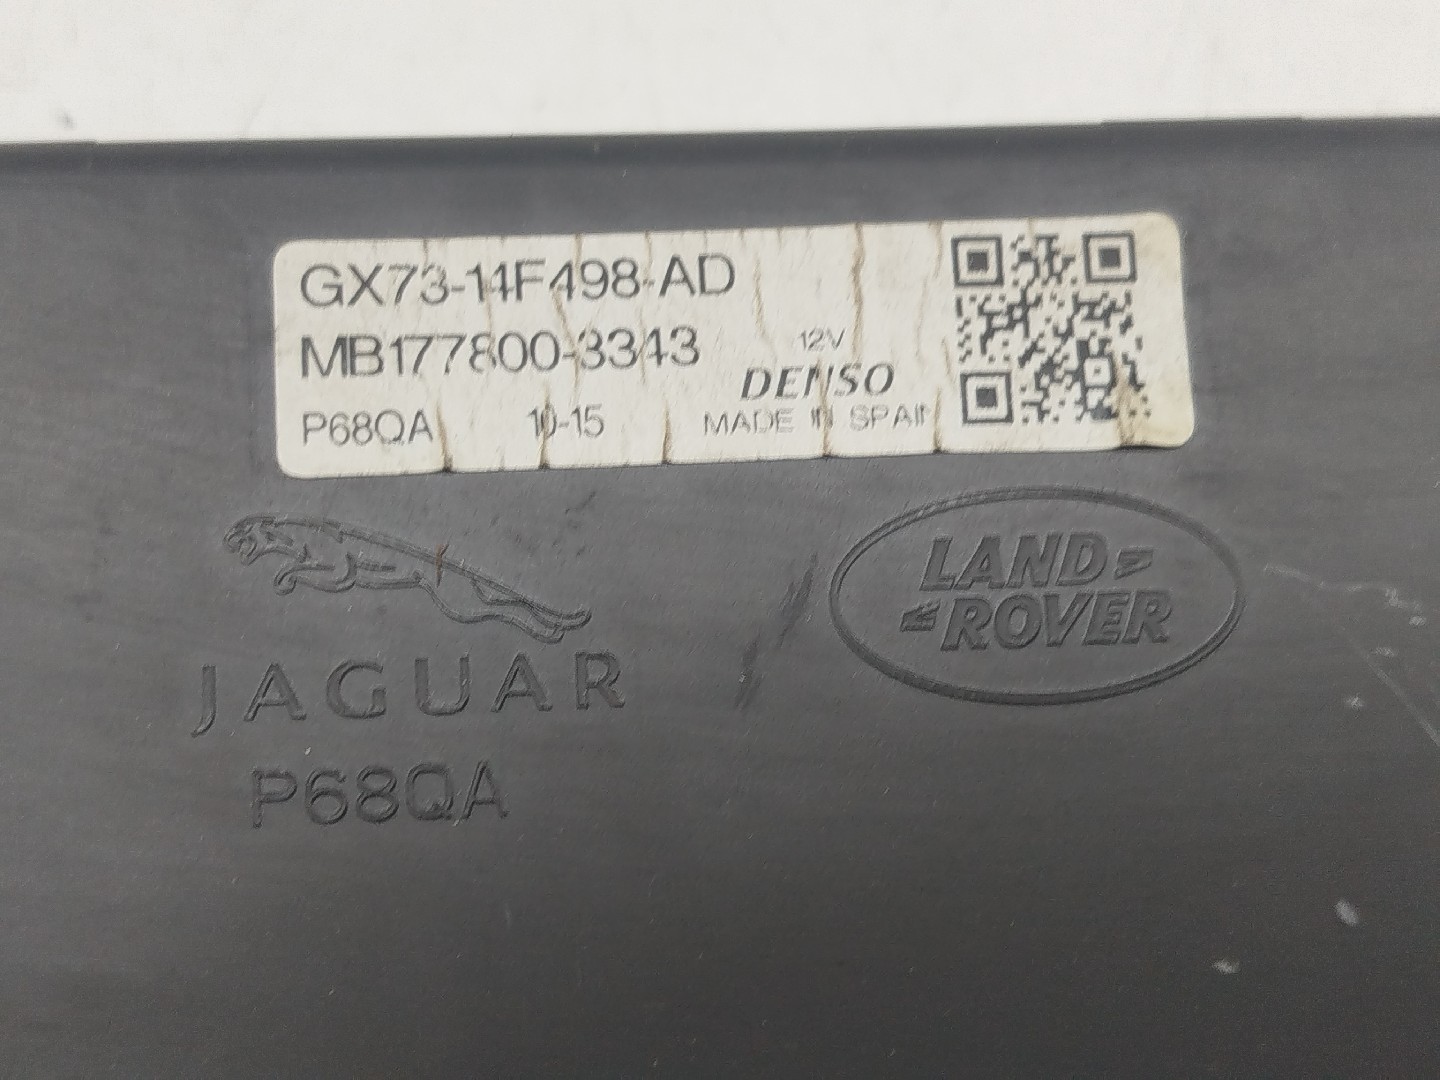 GX73-14F498-AD
MB177800-3343
12V
DENSO
P68QA 10-15 MADE IN SPAIN
JAGUAR
LAND ROVER
P68QA